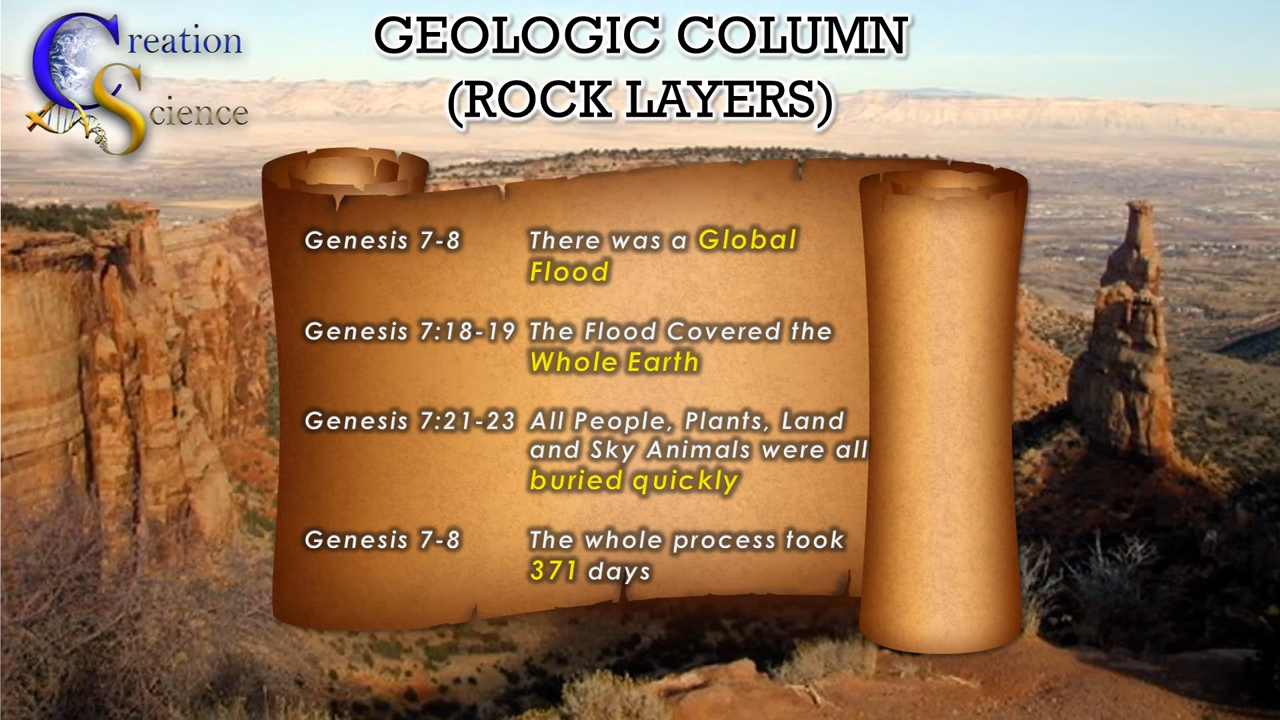 Creation
Science
GEOLOGIC COLUMN
(ROCK LAYERS)
Genesis 7-8 There was a Global
Flood
Genesis 7:18-19 The Flood Covered the
Whole Earth
Genesis 7:21-23 All People, Plants, Land
and Sky Animals were all
buried quickly
Genesis 7-8 The whole process took
371 days